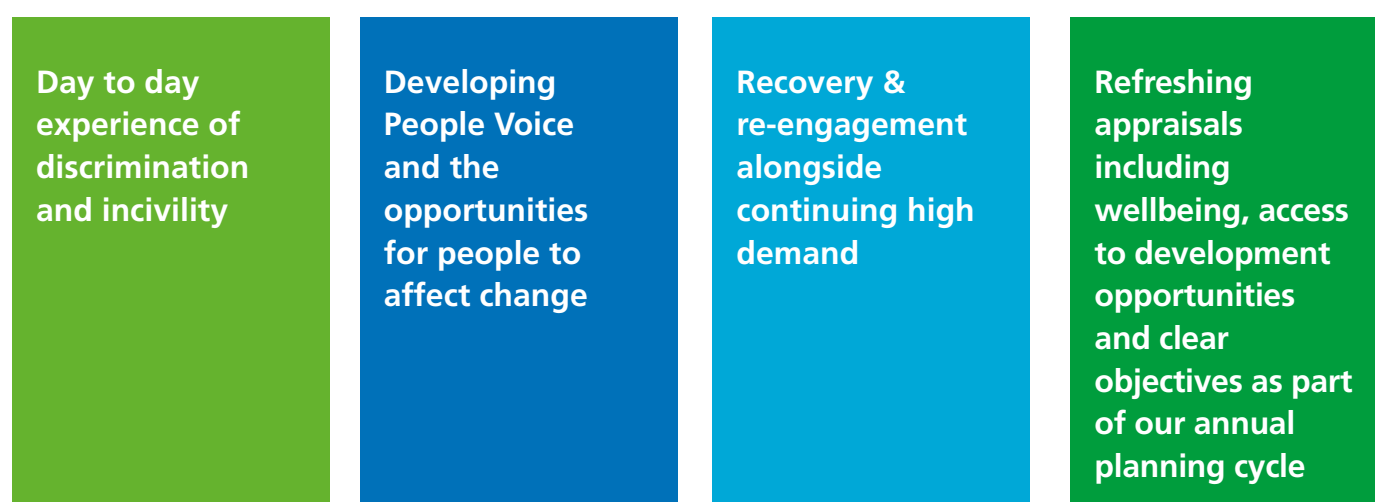 Day to day
experience of
discrimination
and incivility
Developing
People Voice
and the
opportunities
for people to
affect change
Recovery &
re-engagement
alongside
continuing high
demand
Refreshing
appraisals
including
wellbeing, access
to development
opportunities
and clear
objectives as part
of our annual
planning cycle